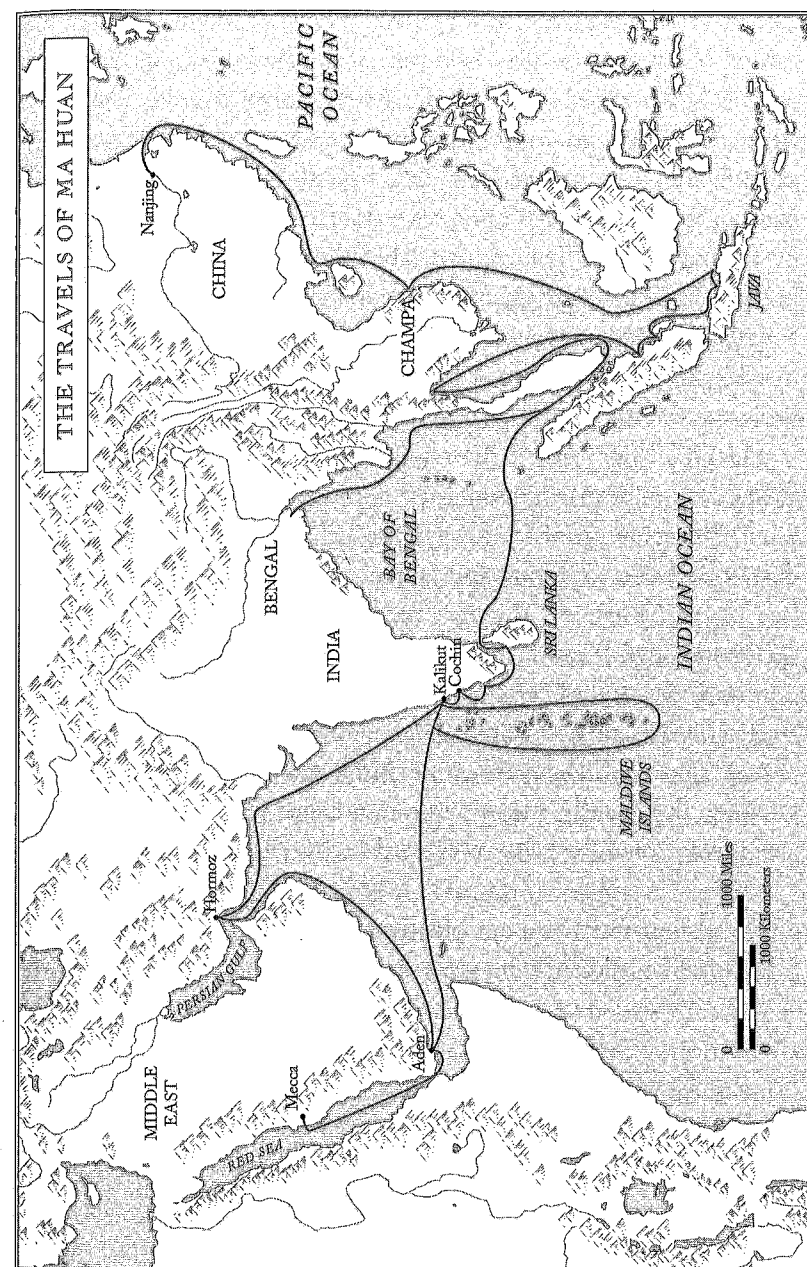 THE TRAVELS OF MA HUAN
PACIFIC
OCEAN
Nanjing
CHINA
CHAMPA
JAVA
BENGAL
BAY OF
BENGAL
INDIA
SRI LANKA
Kalikut
Cochin
INDIAN OCEAN
MALDIVE
ISLANDS
Hormoz
PERSIAN GULF
MIDDLE
EAST
Mecca
Aden
RED SEA
0 1000 Miles
0 1000 Kilometers